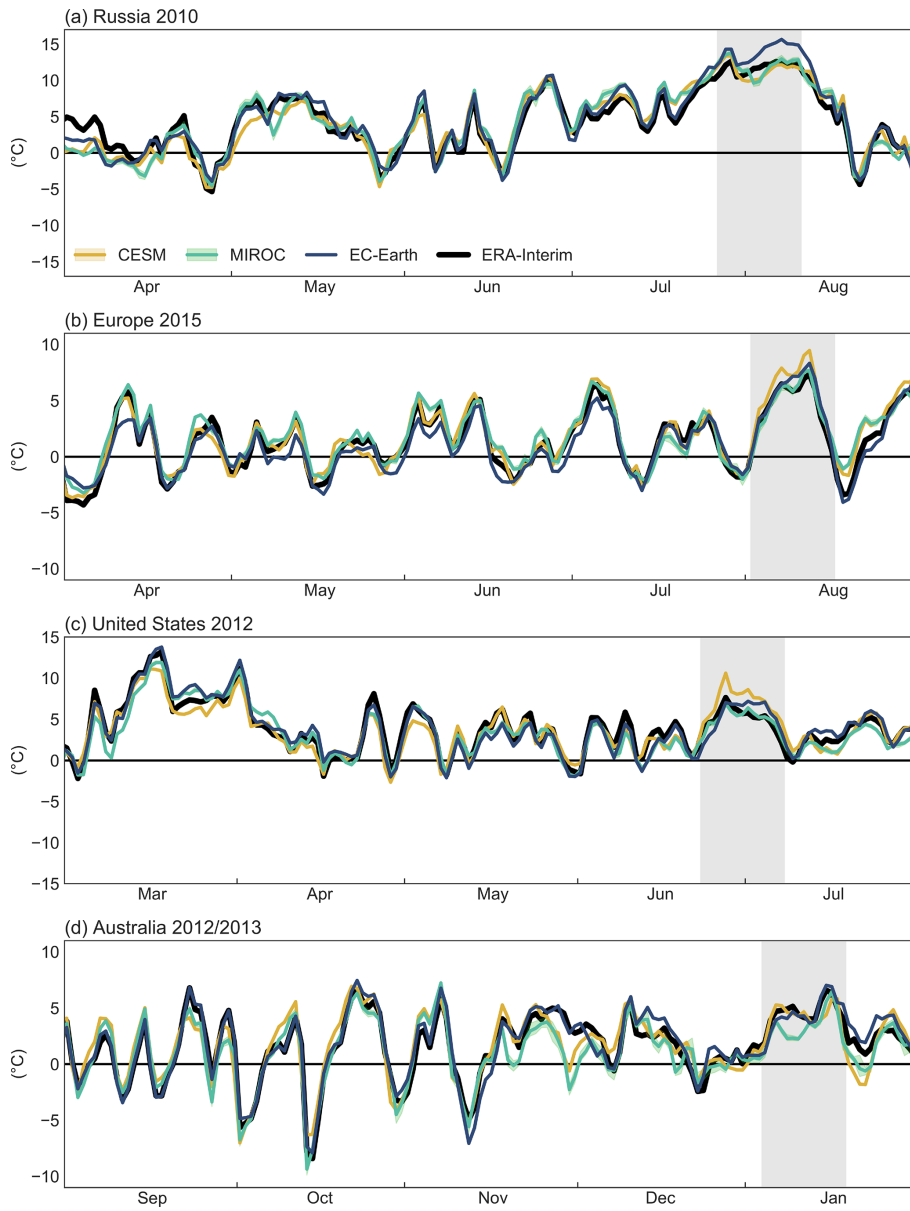 (a) Russia 2010
15
10
5
0
−5
−10
−15
(°C)
CESM MIROC EC-Earth ERA-Interim
Apr May Jun Jul Aug
(b) Europe 2015
10
5
0
−5
−10
(°C)
Apr May Jun Jul Aug
(c) United States 2012
15
10
5
0
−5
−10
−15
(°C)
Mar Apr May Jun Jul
(d) Australia 2012/2013
10
5
0
−5
−10
(°C)
Sep Oct Nov Dec Jan